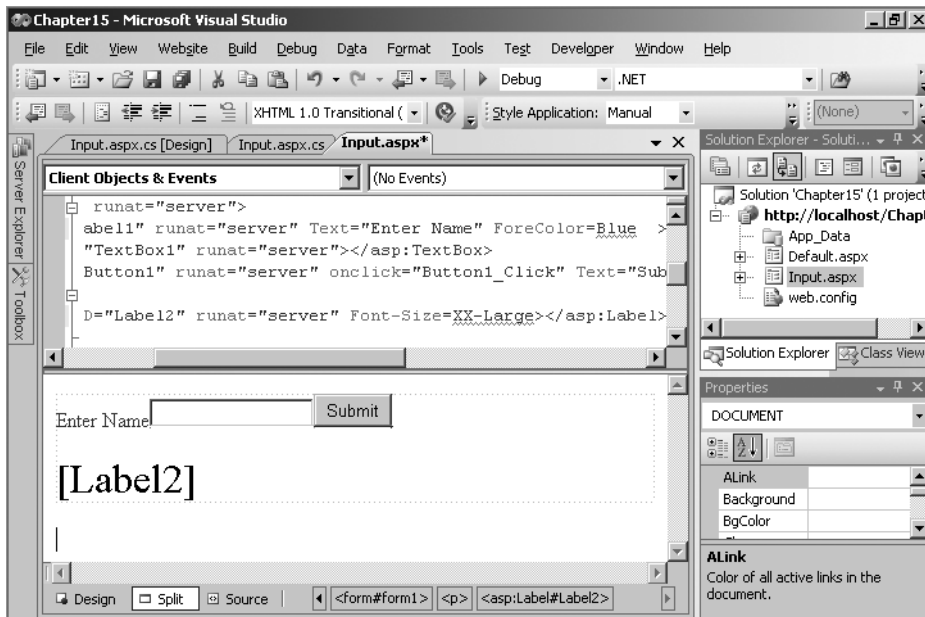 Chapter15 - Microsoft Visual Studio
File Edit View Website Build Debug Data Format Tools Test Developer Window Help
Debug .NET
XHTML 1.0 Transitional ( Style Application: Manual (None)
Server Explorer
Toolbox
Input.aspx.cs [Design] Input.aspx.cs Input.aspx*
Client Objects & Events (No Events)
runat="server">
abel1" runat="server" Text="Enter Name" ForeColor=Blue >
"TextBox1" runat="server"></asp:TextBox>
Button1" runat="server" onclick="Button1_Click" Text="Sub
D="Label2" runat="server" Font-Size=XX-Large></asp:Label>
Enter Name Submit
[Label2]
Design Split Source <form#form1> <p> <asp:Label#Label2>
Solution Explorer - Soluti...
Solution 'Chapter15' (1 project
http://localhost/Chapt
App_Data
Default.aspx
Input.aspx
web.config
Solution Explorer Class View
Properties
DOCUMENT
ALink
Background
BgColor
ALink
Color of all active links in the
document.